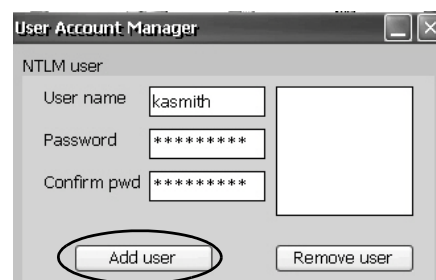 User Account Manager
NTLM user
User name kasmith
Password *********
Confirm pwd *********
Add user Remove user